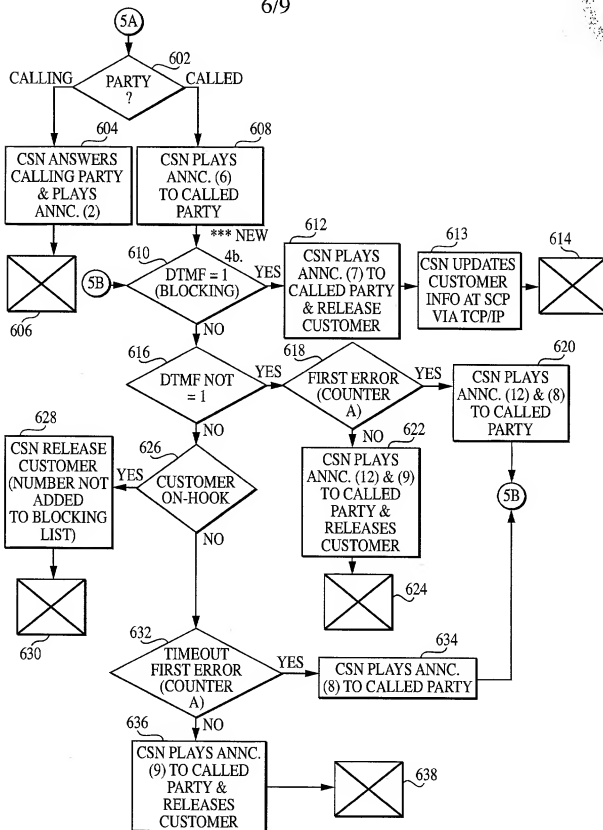 6/9
5A
602
CALLING
PARTY
?
CALLED
604
CSN ANSWERS
CALLING PARTY
& PLAYS
ANNC. (2)
606
608
CSN PLAYS
ANNC. (6)
TO CALLED
PARTY
*** NEW
4b.
610
5B
DTMF = 1
(BLOCKING)
YES
NO
612
CSN PLAYS
ANNC. (7) TO
CALLED PARTY
& RELEASE
CUSTOMER
613
CSN UPDATES
CUSTOMER
INFO AT SCP
VIA TCP/IP
614
616
DTMF NOT
= 1
YES
NO
618
FIRST ERROR
(COUNTER
A)
YES
NO
620
CSN PLAYS
ANNC. (12) & (8)
TO CALLED
PARTY
5B
622
CSN PLAYS
ANNC. (12) & (9)
TO CALLED
PARTY &
RELEASES
CUSTOMER
624
626
CUSTOMER
ON-HOOK
YES
NO
628
CSN RELEASE
CUSTOMER
(NUMBER NOT
ADDED
TO BLOCKING
LIST)
630
632
TIMEOUT
FIRST ERROR
(COUNTER
A)
YES
NO
634
CSN PLAYS ANNC.
(8) TO CALLED PARTY
636
CSN PLAYS ANNC.
(9) TO CALLED
PARTY &
RELEASES
CUSTOMER
638